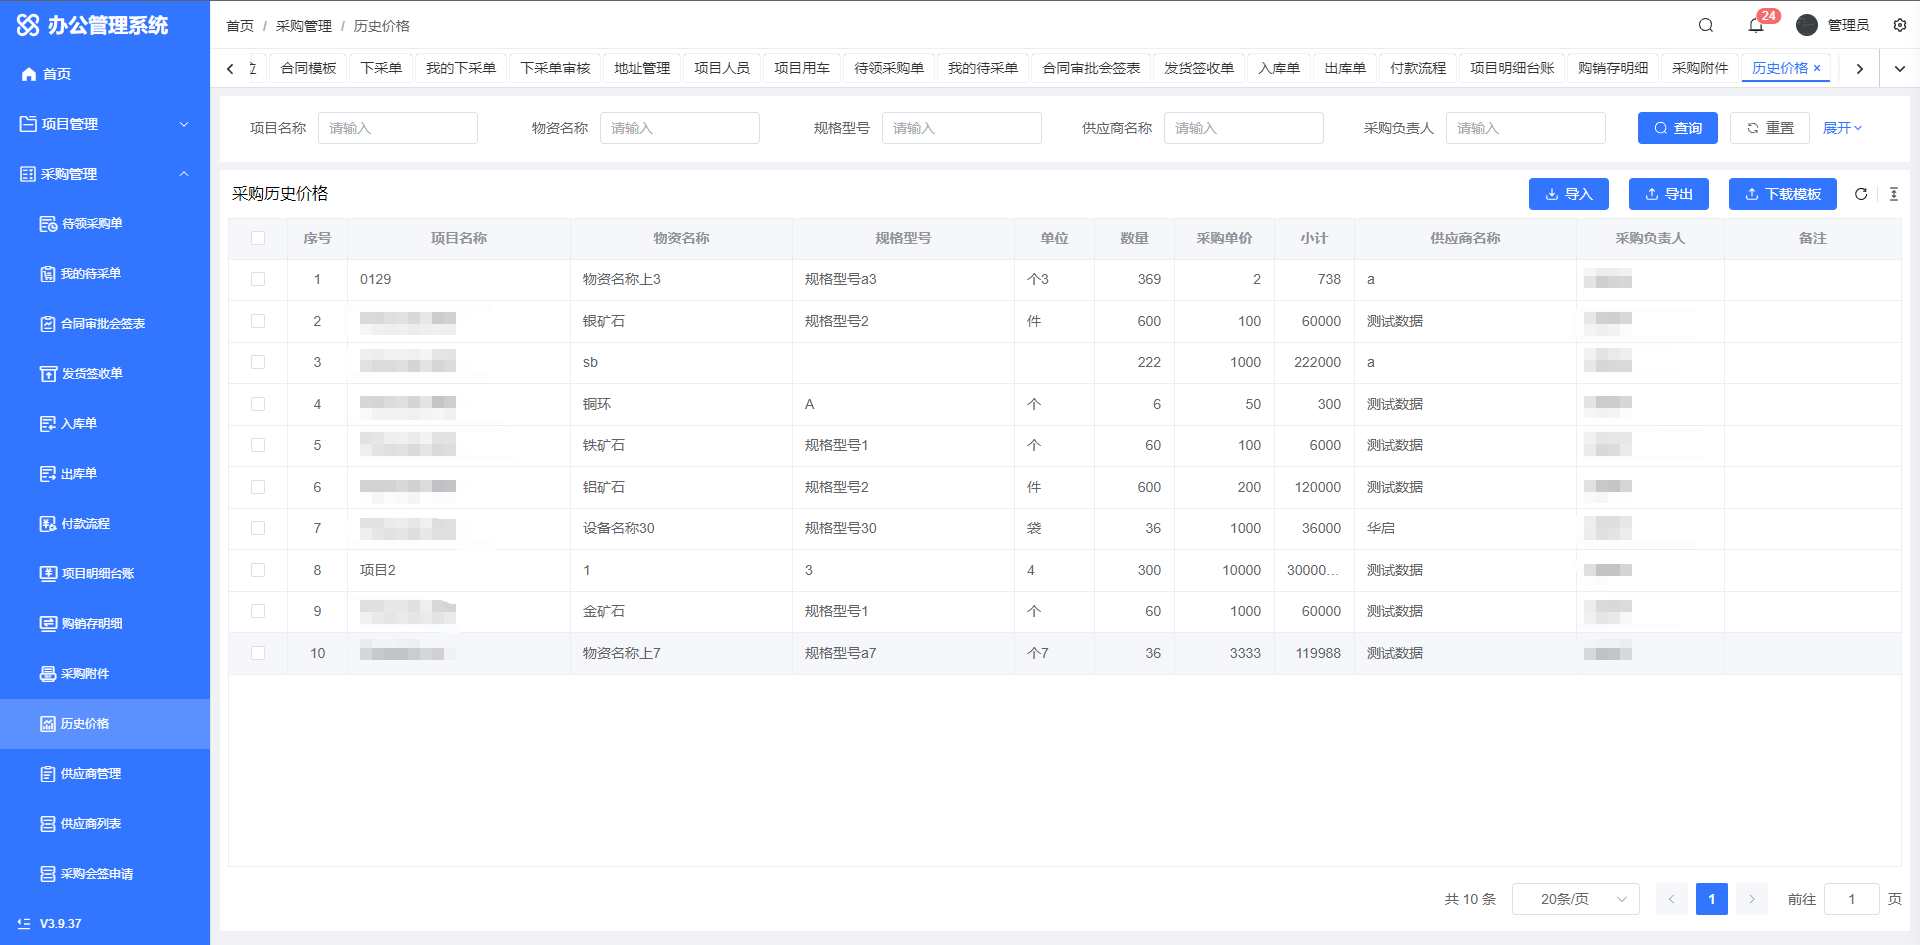 办公管理系统
首页
项目管理
采购管理
待领采购单
我的待采单
合同审批会签表
发货签收单
入库单
出库单
付款流程
项目明细台账
购销存明细
采购附件
历史价格
供应商管理
供应商列表
采购会签申请
V3.9.37
首页 / 采购管理 / 历史价格
24 管理员
合同模板 下采单 我的下采单 下采单审核 地址管理 项目人员 项目用车 待领采购单 我的待采单 合同审批会签表 发货签收单 入库单 出库单 付款流程 项目明细台账 购销存明细 采购附件 历史价格 ×
项目名称 请输入 物资名称 请输入 规格型号 请输入 供应商名称 请输入 采购负责人 请输入 查询 重置 展开
采购历史价格 导入 导出 下载模板
序号 项目名称 物资名称 规格型号 单位 数量 采购单价 小计 供应商名称 采购负责人 备注
1 0129 物资名称上3 规格型号a3 个3 369 2 738 a
2 银矿石 规格型号2 件 600 100 60000 测试数据
3 sb 222 1000 222000 a
4 铜环 A 个 6 50 300 测试数据
5 铁矿石 规格型号1 个 60 100 6000 测试数据
6 铝矿石 规格型号2 件 600 200 120000 测试数据
7 设备名称30 规格型号30 袋 36 1000 36000 华启
8 项目2 1 3 4 300 10000 30000... 测试数据
9 金矿石 规格型号1 个 60 1000 60000 测试数据
10 物资名称上7 规格型号a7 个7 36 3333 119988 测试数据
共 10 条 20条/页 1 前往 1 页